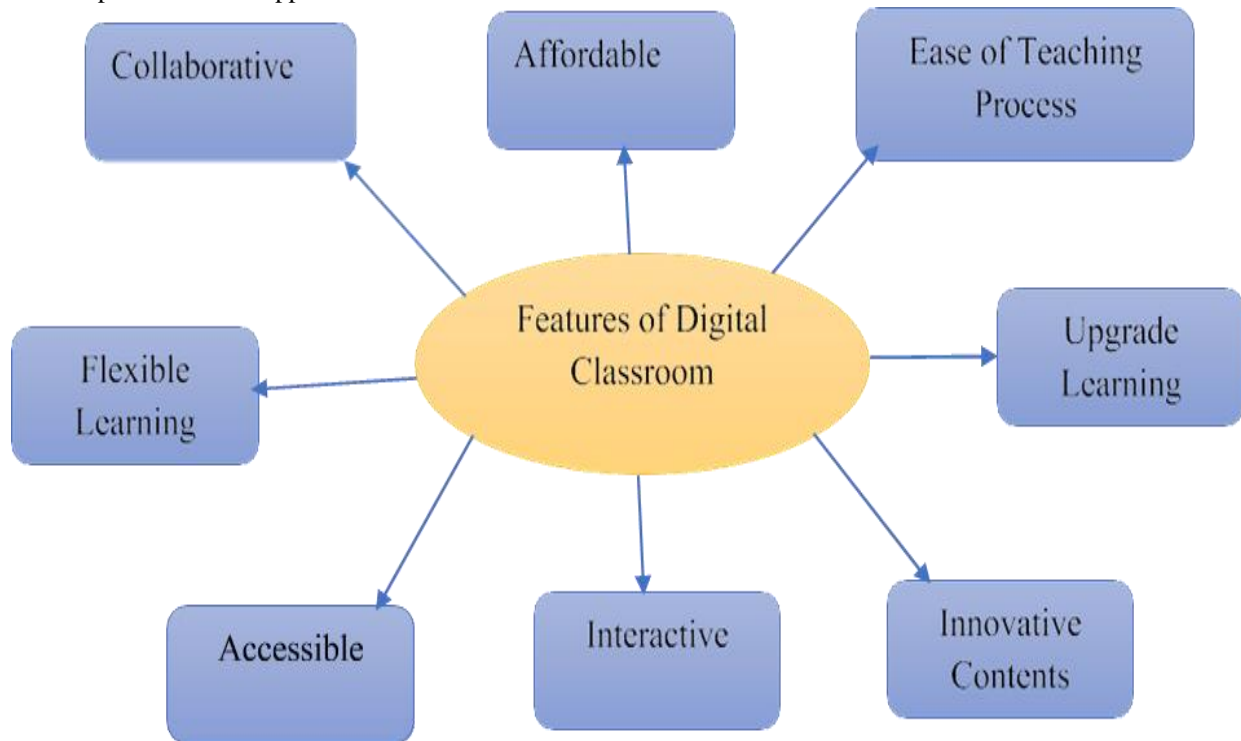 Collaborative
Affordable
Ease of Teaching
Process
Features of Digital
Classroom
Upgrade
Learning
Flexible
Learning
Accessible
Interactive
Innovative
Contents